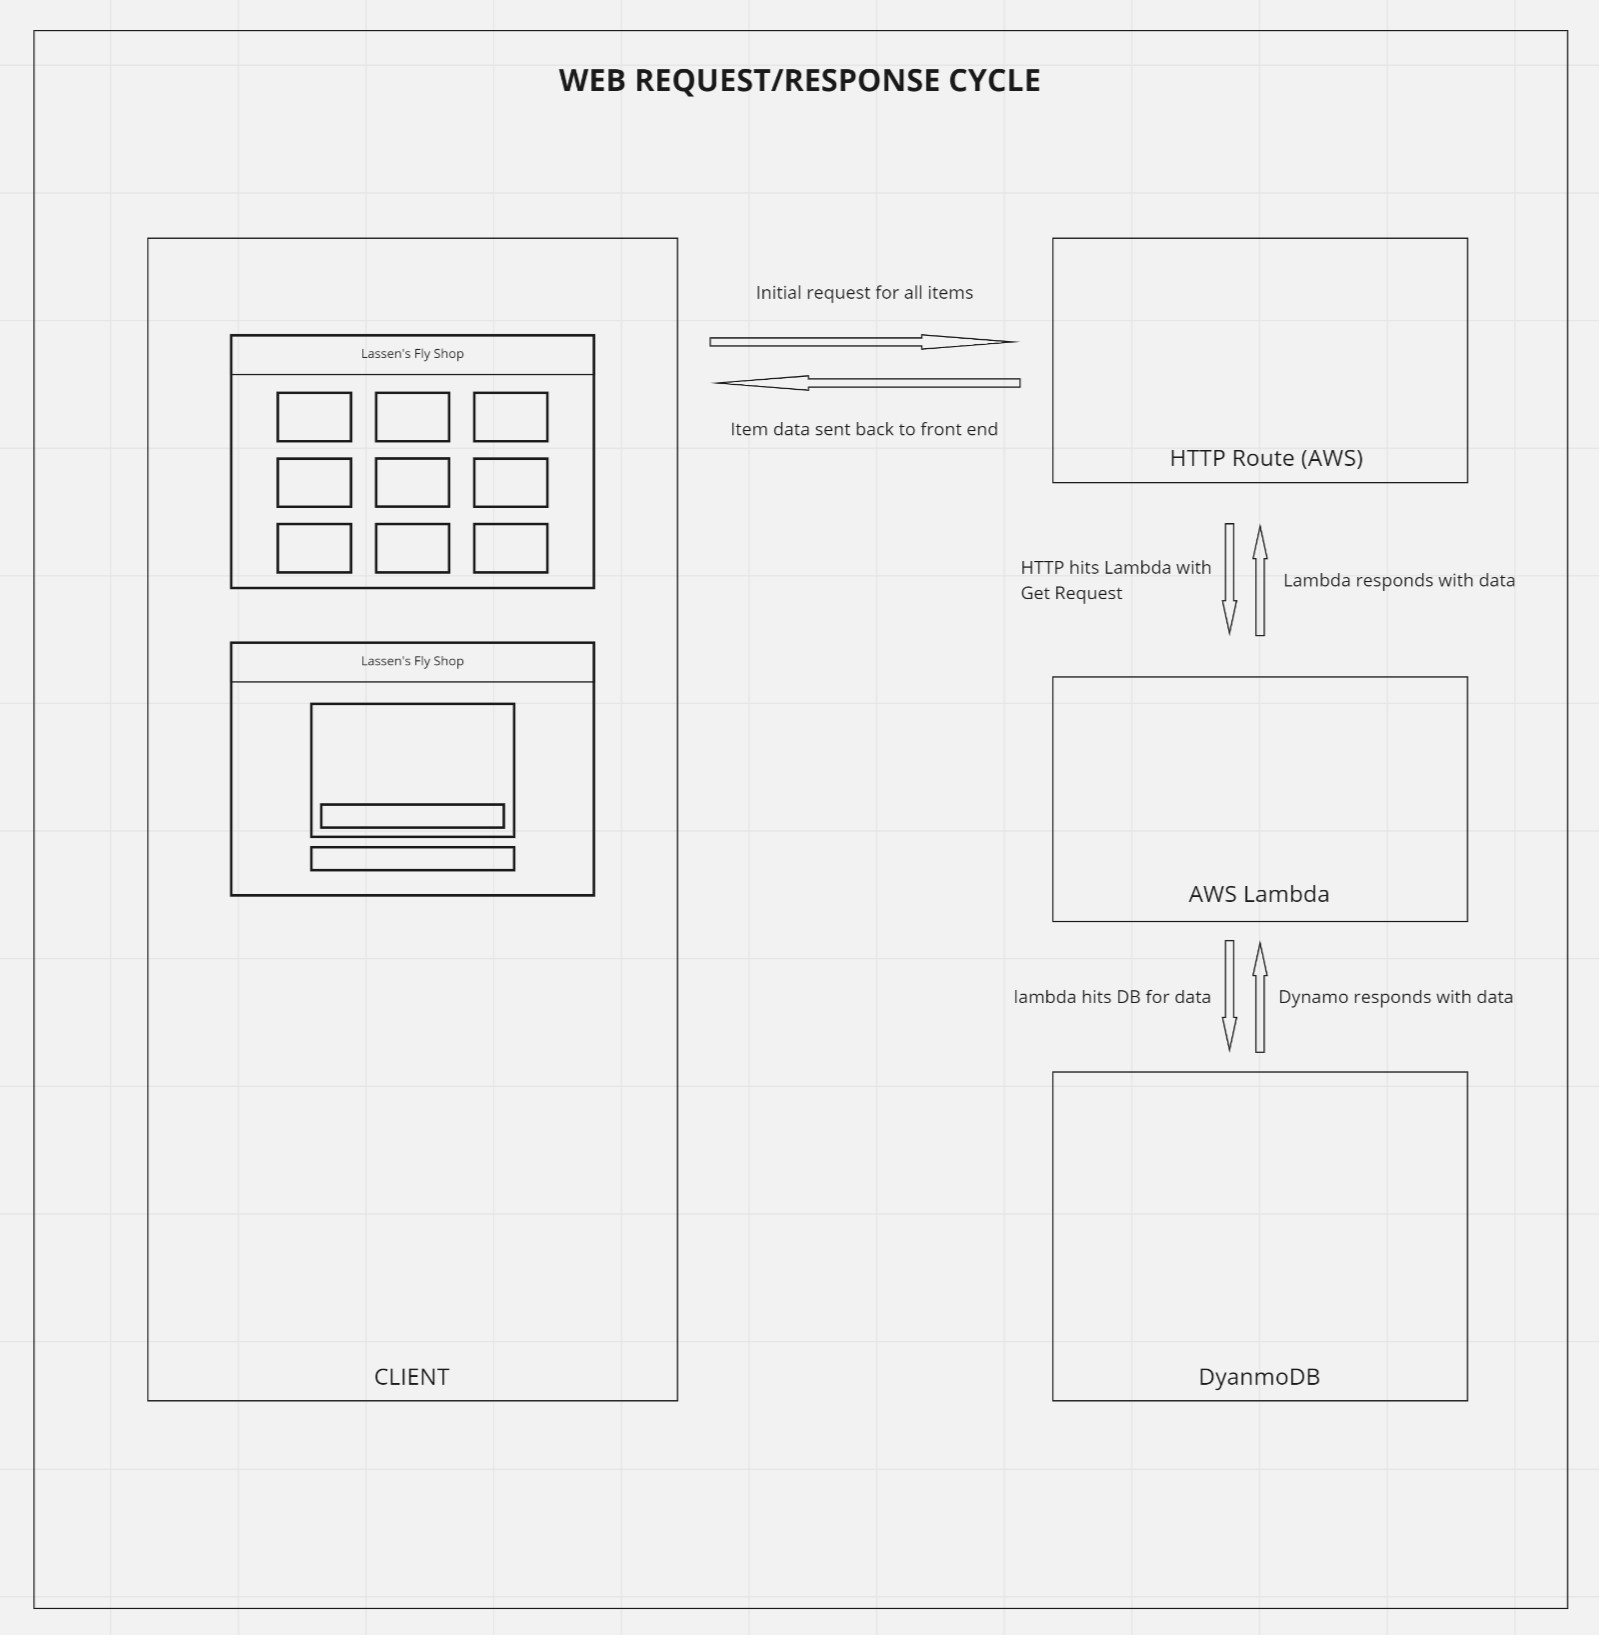 WEB REQUEST/RESPONSE CYCLE
Lassen's Fly Shop
Lassen's Fly Shop
CLIENT
Initial request for all items
Item data sent back to front end
HTTP Route (AWS)
HTTP hits Lambda with
Get Request
Lambda responds with data
AWS Lambda
lambda hits DB for data
Dynamo responds with data
DyanmoDB